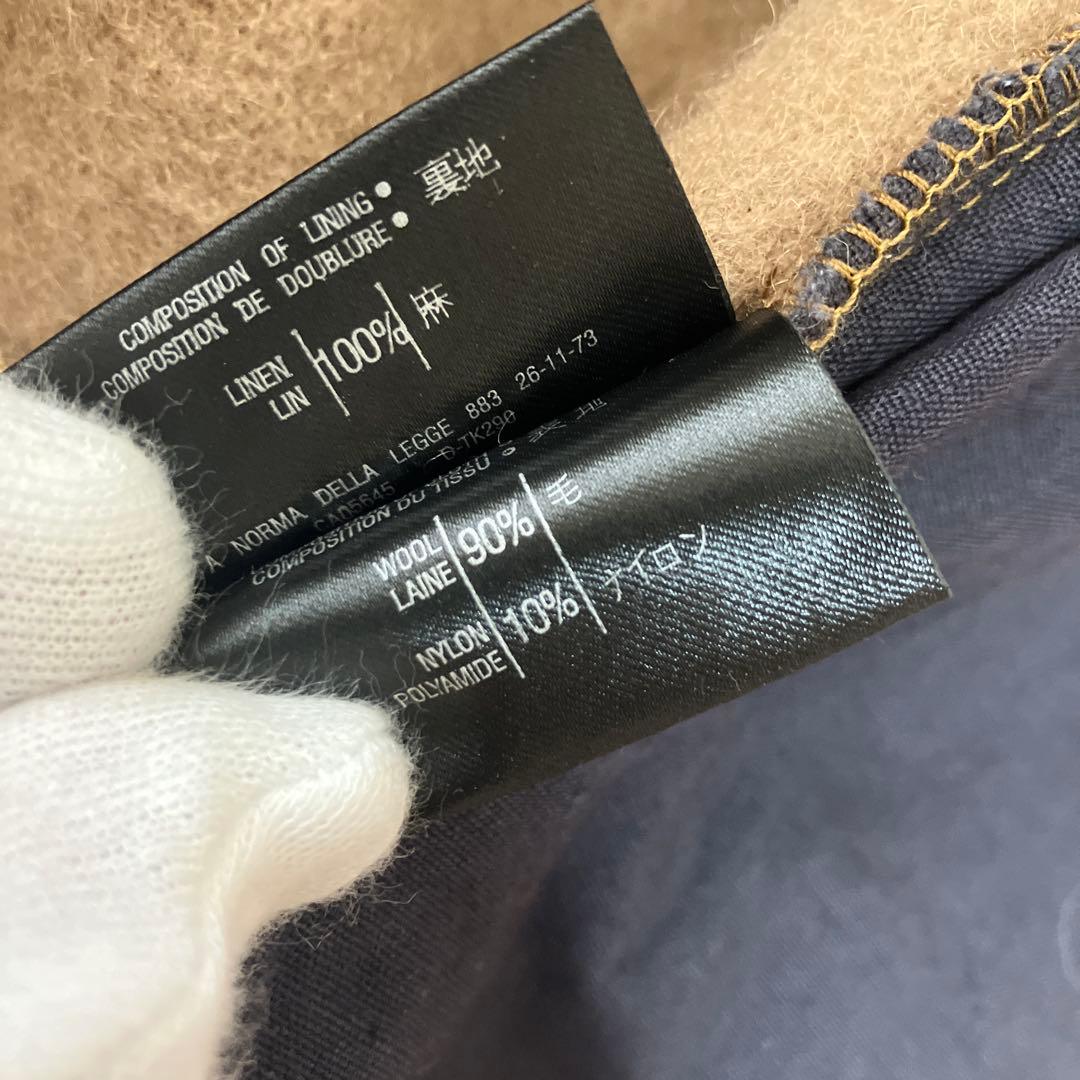 COMPOSITION OF LINING • 裏地
COMPOSITION DE DOUBLURE •
LINEN 100% 麻
LIN
A NORMA DELLA LEGGE 883 26-11-73
CA05645
COMPOSITION DU TISSU •
WOOL 90% 毛
LAINE
NYLON 10% ナイロン
POLYAMIDE